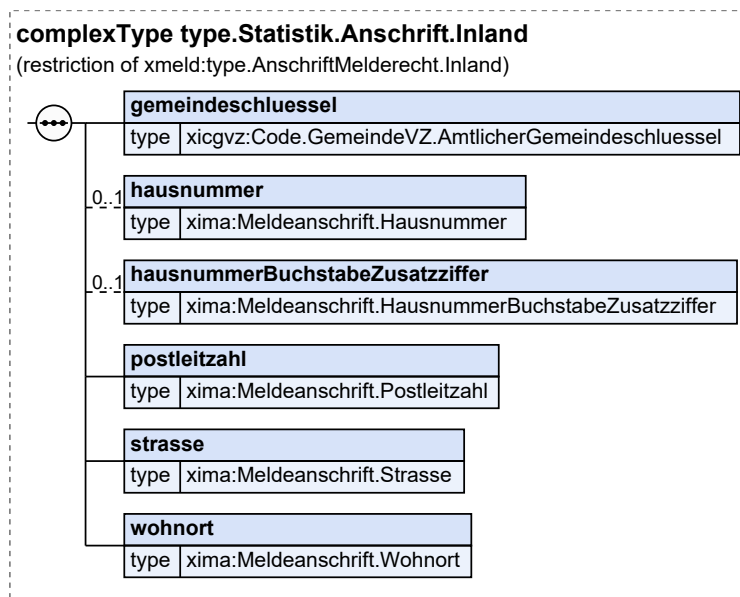 complexType type.Statistik.Anschrift.Inland
(restriction of xmeld:type.AnschriftMelderecht.Inland)
gemeindeschluessel
type xicgvz:Code.GemeindeVZ.AmtlicherGemeindeschluessel
0..1 hausnummer
type xima:Meldeanschrift.Hausnummer
0..1 hausnummerBuchstabeZusatzziffer
type xima:Meldeanschrift.HausnummerBuchstabeZusatzziffer
postleitzahl
type xima:Meldeanschrift.Postleitzahl
strasse
type xima:Meldeanschrift.Strasse
wohnort
type xima:Meldeanschrift.Wohnort